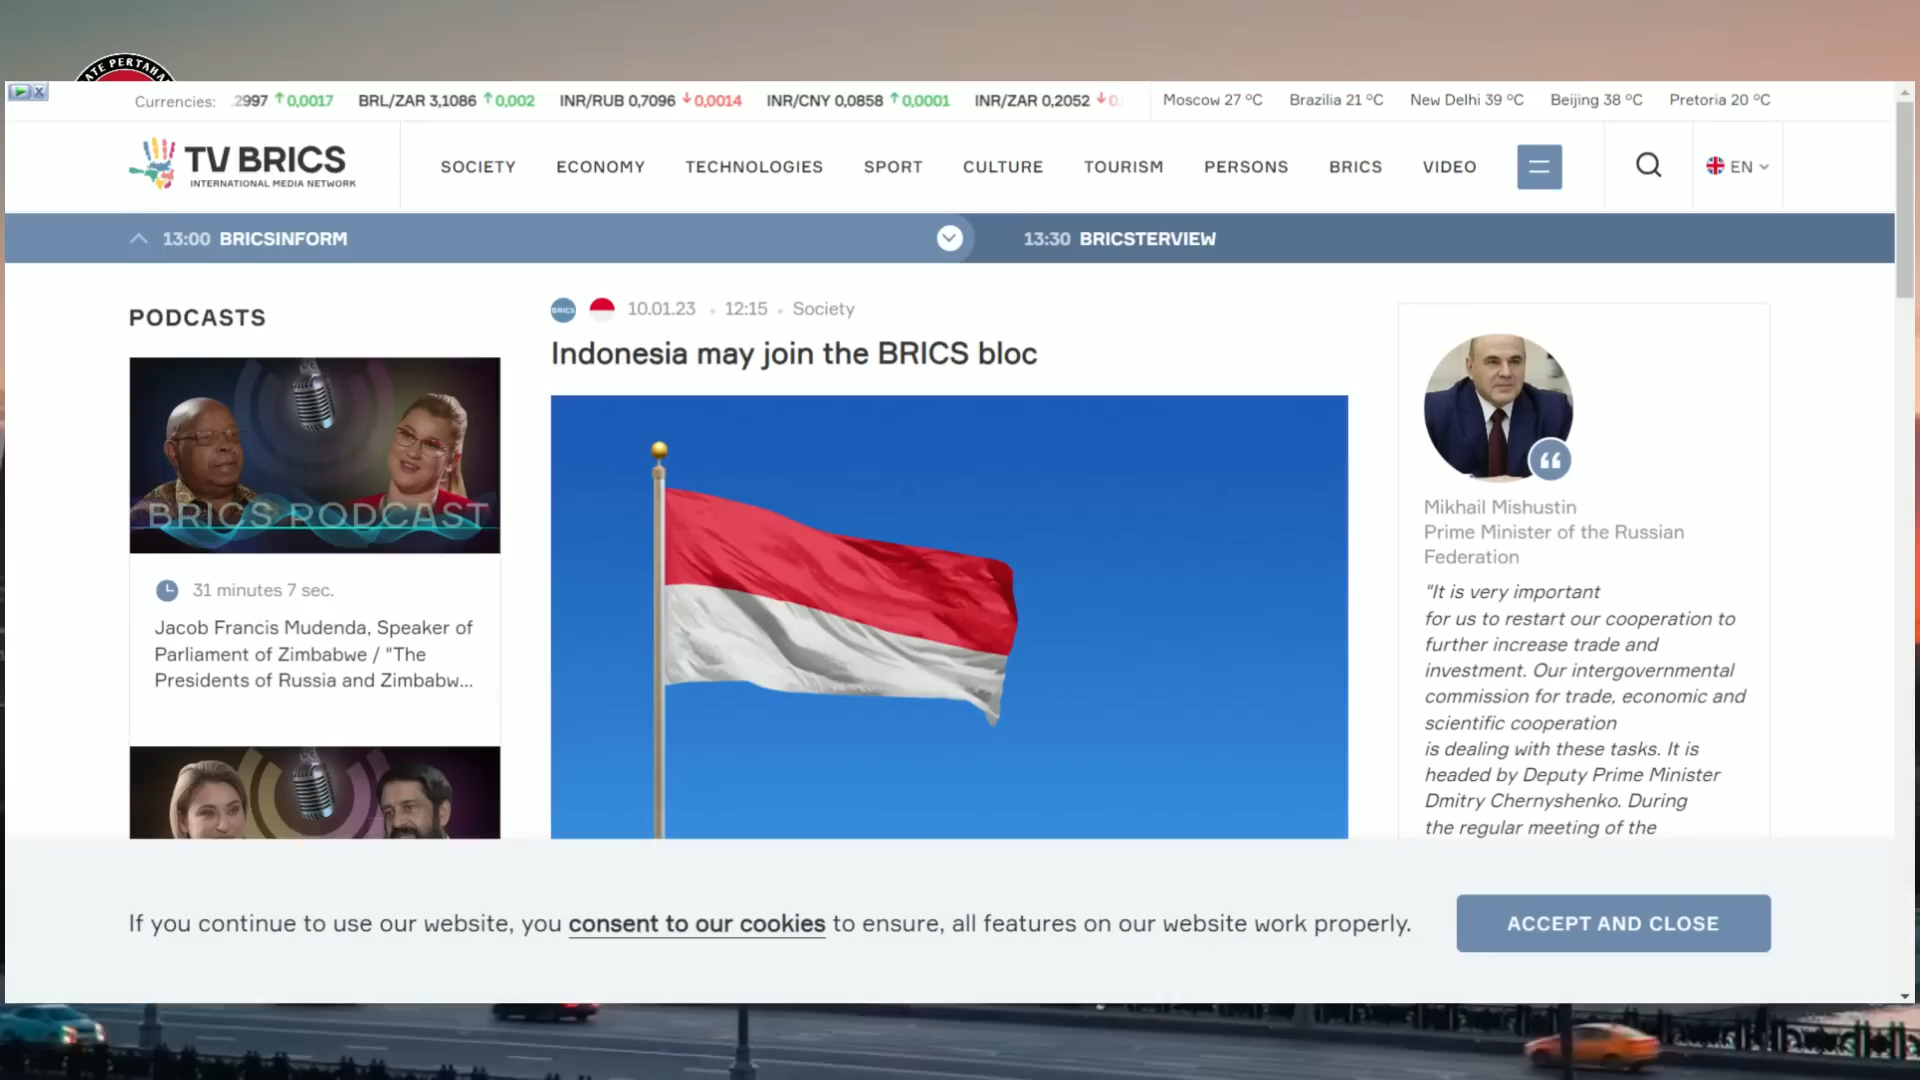 ATE PERTAHA
Currencies: 2997 0,0017 BRL/ZAR 3,1086 0,002 INR/RUB 0,7096 0,0014 INR/CNY 0,0858 0,0001 INR/ZAR 0,2052 Moscow 27 °C Brazilia 21 °C New Delhi 39 °C Beijing 38 °C Pretoria 20 °C
TV BRICS
INTERNATIONAL MEDIA NETWORK
SOCIETY ECONOMY TECHNOLOGIES SPORT CULTURE TOURISM PERSONS BRICS VIDEO EN
13:00 BRICSINFORM 13:30 BRICSTERVIEW
PODCASTS
BRICS PODCAST
31 minutes 7 sec.
Jacob Francis Mudenda, Speaker of
Parliament of Zimbabwe / "The
Presidents of Russia and Zimbabw...
BRICS 10.01.23 • 12:15 • Society
Indonesia may join the BRICS bloc
Mikhail Mishustin
Prime Minister of the Russian
Federation
"It is very important
for us to restart our cooperation to
further increase trade and
investment. Our intergovernmental
commission for trade, economic and
scientific cooperation
is dealing with these tasks. It is
headed by Deputy Prime Minister
Dmitry Chernyshenko. During
the regular meeting of the
If you continue to use our website, you consent to our cookies to ensure, all features on our website work properly.
ACCEPT AND CLOSE